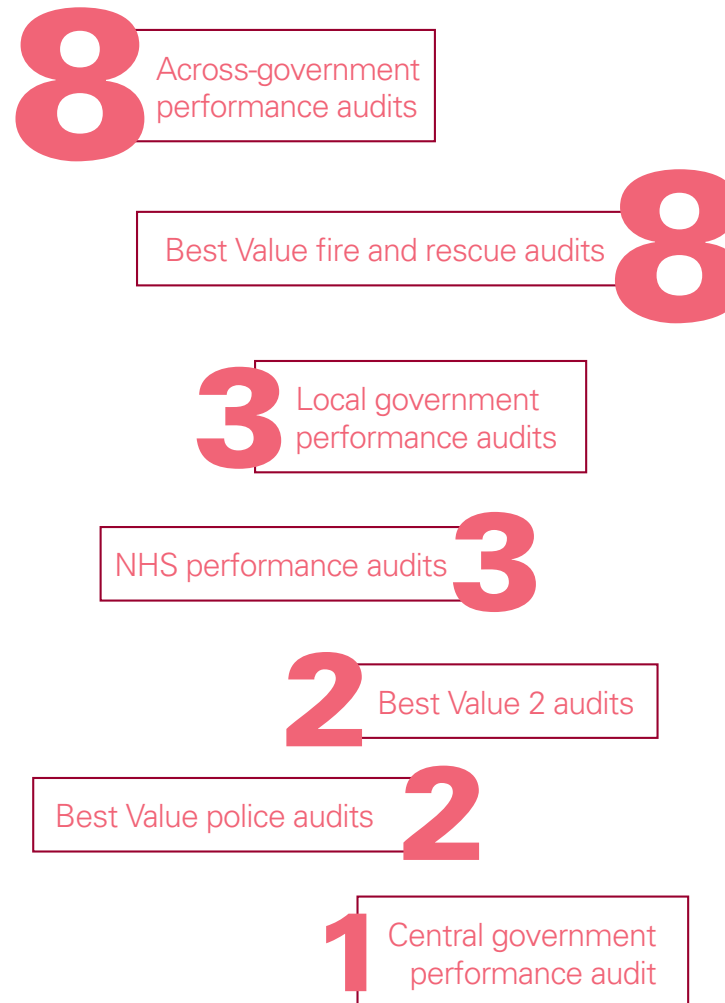 8 Across-government
performance audits
Best Value fire and rescue audits 8
3 Local government
performance audits
NHS performance audits 3
2 Best Value 2 audits
Best Value police audits 2
1 Central government
performance audit